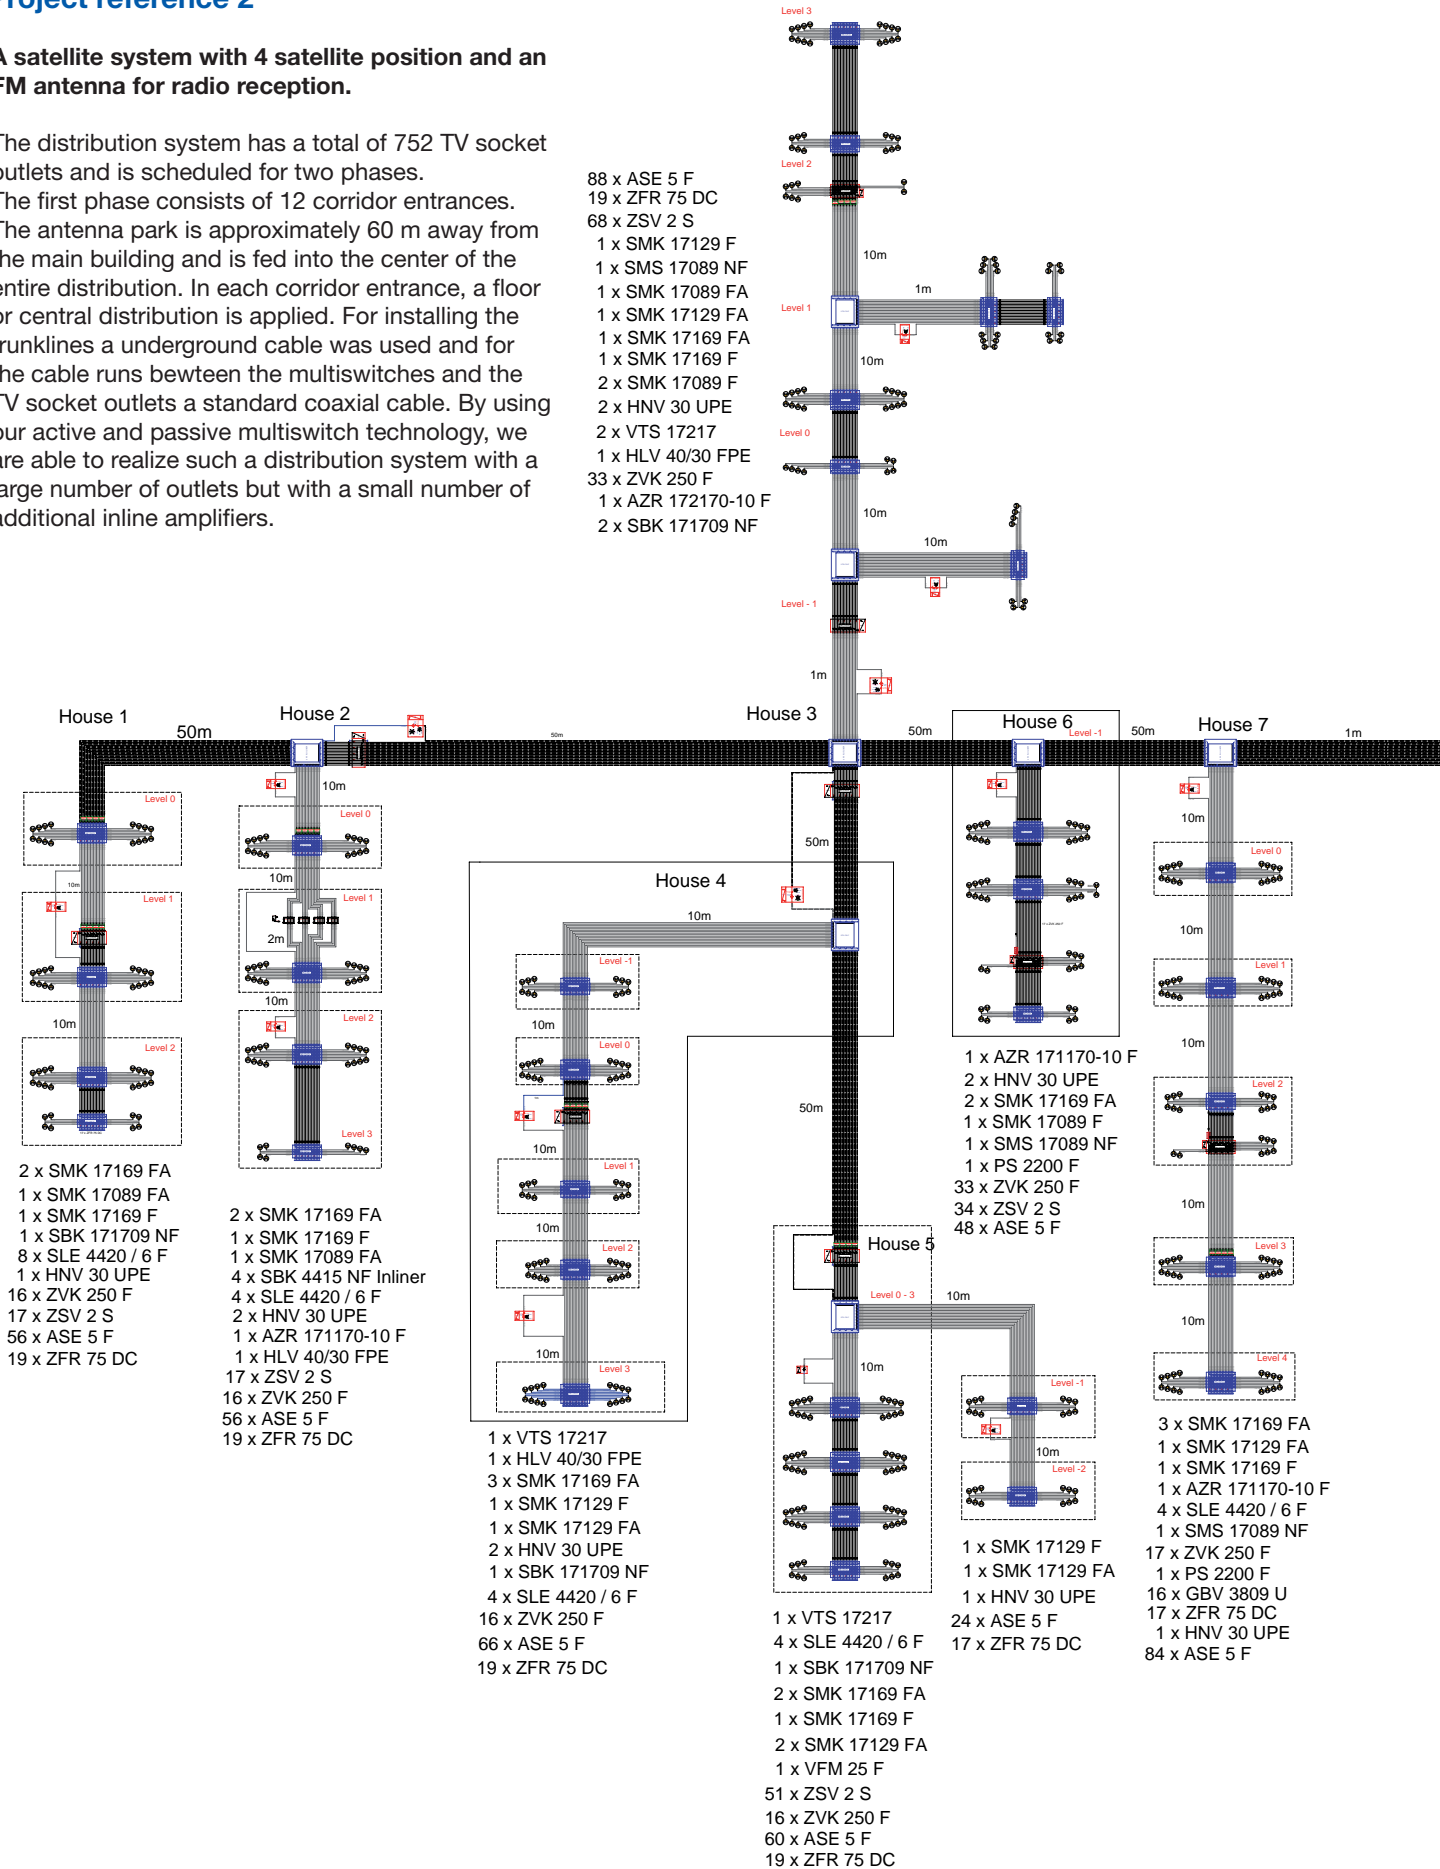 Project reference 2
A satellite system with 4 satellite position and an
FM antenna for radio reception.
The distribution system has a total of 752 TV socket
outlets and is scheduled for two phases.
The first phase consists of 12 corridor entrances.
The antenna park is approximately 60 m away from
the main building and is fed into the center of the
entire distribution. In each corridor entrance, a floor
or central distribution is applied. For installing the
trunklines a underground cable was used and for
the cable runs bewteen the multiswitches and the
TV socket outlets a standard coaxial cable. By using
our active and passive multiswitch technology, we
are able to realize such a distribution system with a
large number of outlets but with a small number of
additional inline amplifiers.
88 x ASE 5 F
19 x ZFR 75 DC
68 x ZSV 2 S
1 x SMK 17129 F
1 x SMS 17089 NF
1 x SMK 17089 FA
1 x SMK 17129 FA
1 x SMK 17169 FA
1 x SMK 17169 F
2 x SMK 17089 F
2 x HNV 30 UPE
2 x VTS 17217
1 x HLV 40/30 FPE
33 x ZVK 250 F
1 x AZR 172170-10 F
2 x SBK 171709 NF
Level 3
Level 2
10m
1m
Level 1
10m
Level 0
10m
10m
Level - 1
1m
House 1
50m
House 2
50m
House 3
50m
House 6
Level -1
50m
House 7
1m
Level 0
10m
Level 1
10m
Level 2
2 x SMK 17169 FA
1 x SMK 17089 FA
1 x SMK 17169 F
1 x SBK 171709 NF
8 x SLE 4420 / 6 F
1 x HNV 30 UPE
16 x ZVK 250 F
17 x ZSV 2 S
56 x ASE 5 F
19 x ZFR 75 DC
10m
Level 0
10m
Level 1
2m
10m
Level 2
Level 3
2 x SMK 17169 FA
1 x SMK 17169 F
1 x SMK 17089 FA
4 x SBK 4415 NF Inliner
4 x SLE 4420 / 6 F
2 x HNV 30 UPE
1 x AZR 171170-10 F
1 x HLV 40/30 FPE
17 x ZSV 2 S
16 x ZVK 250 F
56 x ASE 5 F
19 x ZFR 75 DC
50m
House 4
10m
Level -1
10m
Level 0
10m
Level 1
10m
Level 2
10m
Level 3
1 x VTS 17217
1 x HLV 40/30 FPE
3 x SMK 17169 FA
1 x SMK 17129 F
1 x SMK 17129 FA
2 x HNV 30 UPE
1 x SBK 171709 NF
4 x SLE 4420 / 6 F
16 x ZVK 250 F
66 x ASE 5 F
19 x ZFR 75 DC
50m
House 5
Level 0 - 3
10m
10m
1 x VTS 17217
4 x SLE 4420 / 6 F
1 x SBK 171709 NF
2 x SMK 17169 FA
1 x SMK 17169 F
2 x SMK 17129 FA
1 x VFM 25 F
51 x ZSV 2 S
16 x ZVK 250 F
60 x ASE 5 F
19 x ZFR 75 DC
Level -1
10m
Level -2
1 x SMK 17129 F
1 x SMK 17129 FA
1 x HNV 30 UPE
24 x ASE 5 F
17 x ZFR 75 DC
1 x AZR 171170-10 F
2 x HNV 30 UPE
2 x SMK 17169 FA
1 x SMK 17089 F
1 x SMS 17089 NF
1 x PS 2200 F
33 x ZVK 250 F
34 x ZSV 2 S
48 x ASE 5 F
10m
Level 0
10m
Level 1
10m
Level 2
10m
Level 3
10m
Level 4
3 x SMK 17169 FA
1 x SMK 17129 FA
1 x SMK 17169 F
1 x AZR 171170-10 F
4 x SLE 4420 / 6 F
1 x SMS 17089 NF
17 x ZVK 250 F
1 x PS 2200 F
16 x GBV 3809 U
17 x ZFR 75 DC
1 x HNV 30 UPE
84 x ASE 5 F